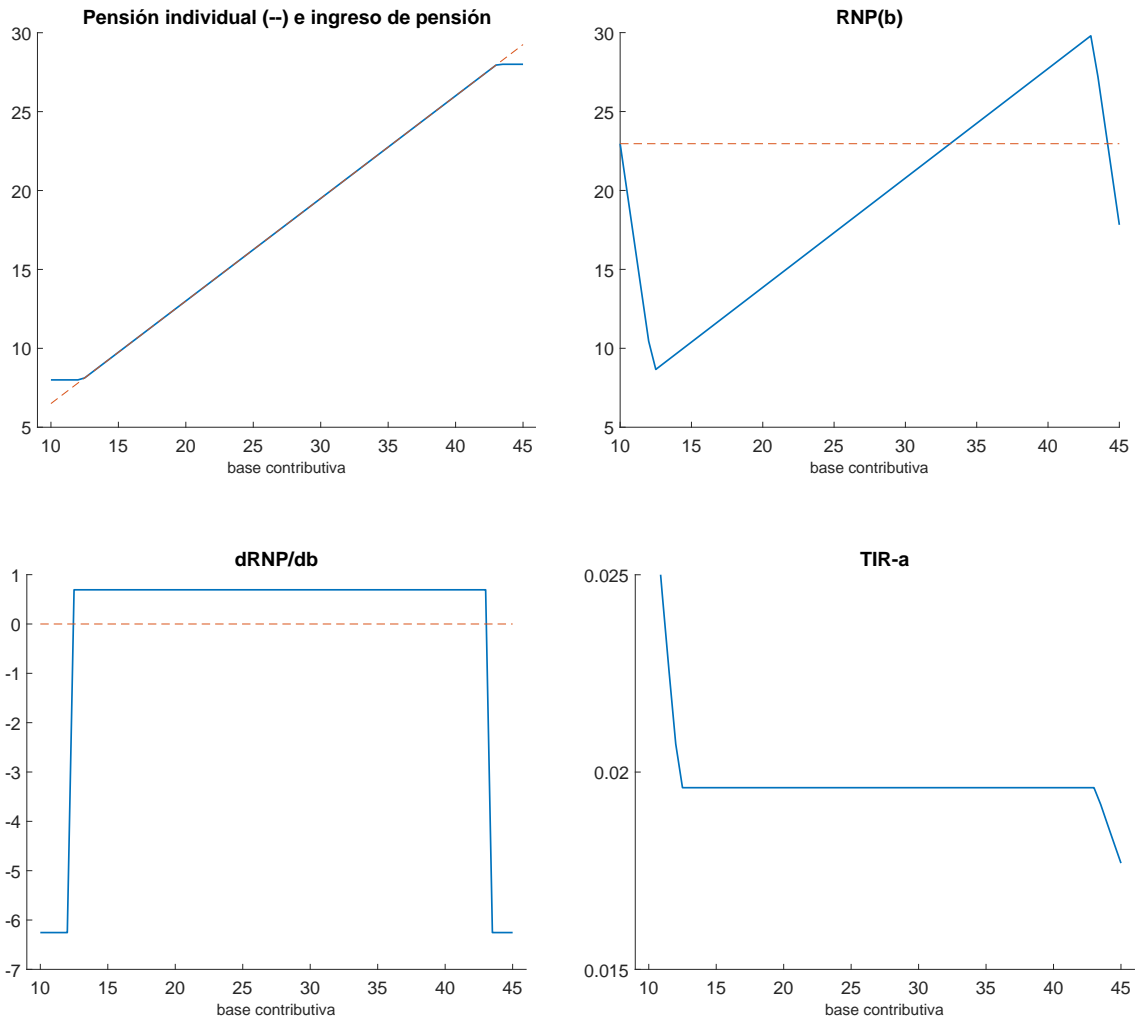 Pensión individual (--) e ingreso de pensión
30
25
20
15
10
5
10 15 20 25 30 35 40 45
base contributiva
RNP(b)
30
25
20
15
10
5
10 15 20 25 30 35 40 45
base contributiva
dRNP/db
1
0
-1
-2
-3
-4
-5
-6
-7
10 15 20 25 30 35 40 45
base contributiva
TIR-a
0.025
0.02
0.015
10 15 20 25 30 35 40 45
base contributiva